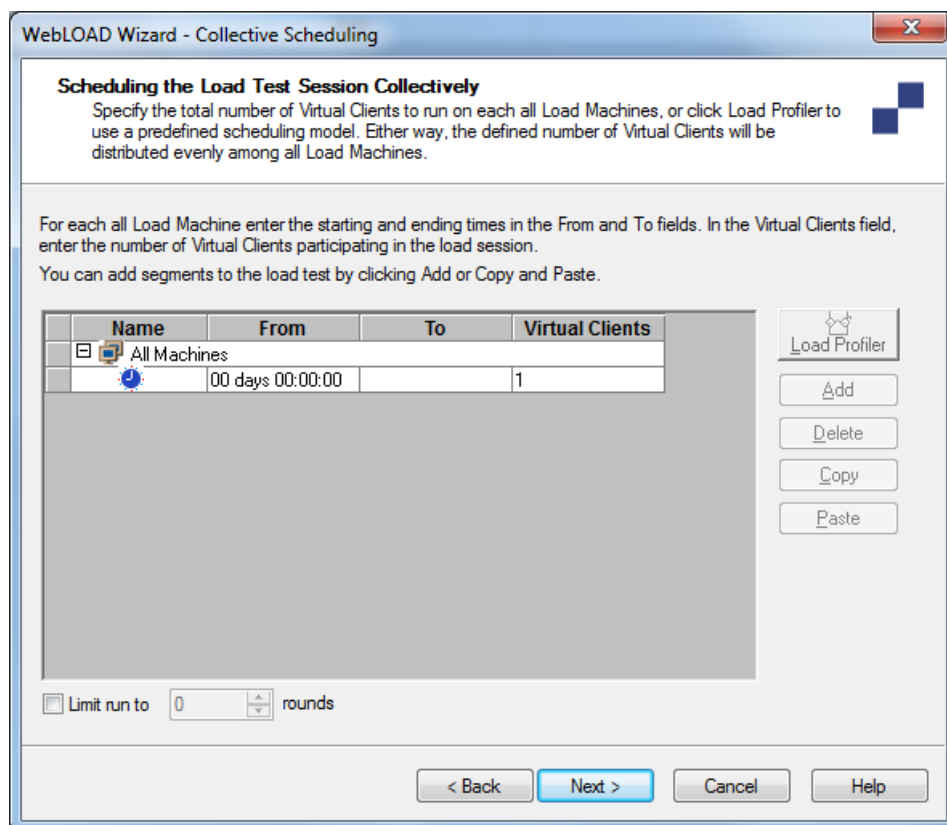 WebLOAD Wizard - Collective Scheduling
Scheduling the Load Test Session Collectively
Specify the total number of Virtual Clients to run on each all Load Machines, or click Load Profiler to
use a predefined scheduling model. Either way, the defined number of Virtual Clients will be
distributed evenly among all Load Machines.
For each all Load Machine enter the starting and ending times in the From and To fields. In the Virtual Clients field,
enter the number of Virtual Clients participating in the load session.
You can add segments to the load test by clicking Add or Copy and Paste.
Name From To Virtual Clients
All Machines
00 days 00:00:00 1
Load Profiler
Add
Delete
Copy
Paste
Limit run to 0 rounds
< Back Next > Cancel Help